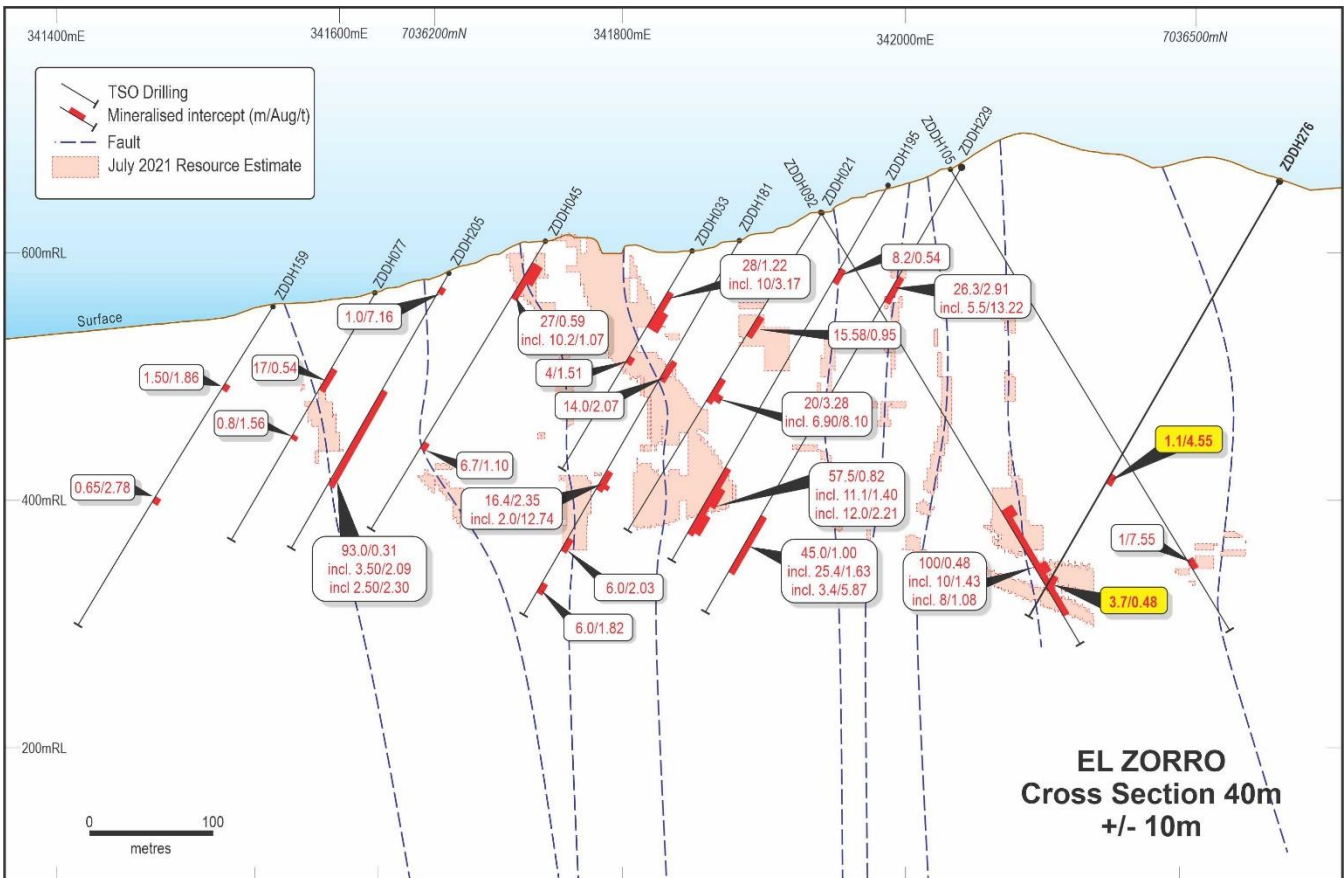 341400mE
341600mE
7036200mN
341800mE
342000mE
7036500mN
TSO Drilling
Mineralised intercept (m/Aug/t)
Fault
July 2021 Resource Estimate
ZDDH159
ZDDH077
ZDDH205
ZDDH045
ZDDH033
ZDDH181
ZDDH092
ZDDH021
ZDDH195
ZDDH105
ZDDH229
ZDDH276
600mRL
Surface
1.0/7.16
27/0.59
incl. 10.2/1.07
28/1.22
incl. 10/3.17
8.2/0.54
26.3/2.91
incl. 5.5/13.22
15.58/0.95
1.50/1.86
17/0.54
4/1.51
14.0/2.07
20/3.28
incl. 6.90/8.10
0.8/1.56
6.7/1.10
1.1/4.55
0.65/2.78
400mRL
400mRL
16.4/2.35
incl. 2.0/12.74
57.5/0.82
incl. 11.1/1.40
incl. 12.0/2.21
93.0/0.31
incl. 3.50/2.09
incl 2.50/2.30
6.0/2.03
6.0/1.82
45.0/1.00
incl. 25.4/1.63
incl. 3.4/5.87
100/0.48
incl. 10/1.43
incl. 8/1.08
1/7.55
3.7/0.48
200mRL
0 100
metres
EL ZORRO
Cross Section 40m
+/- 10m